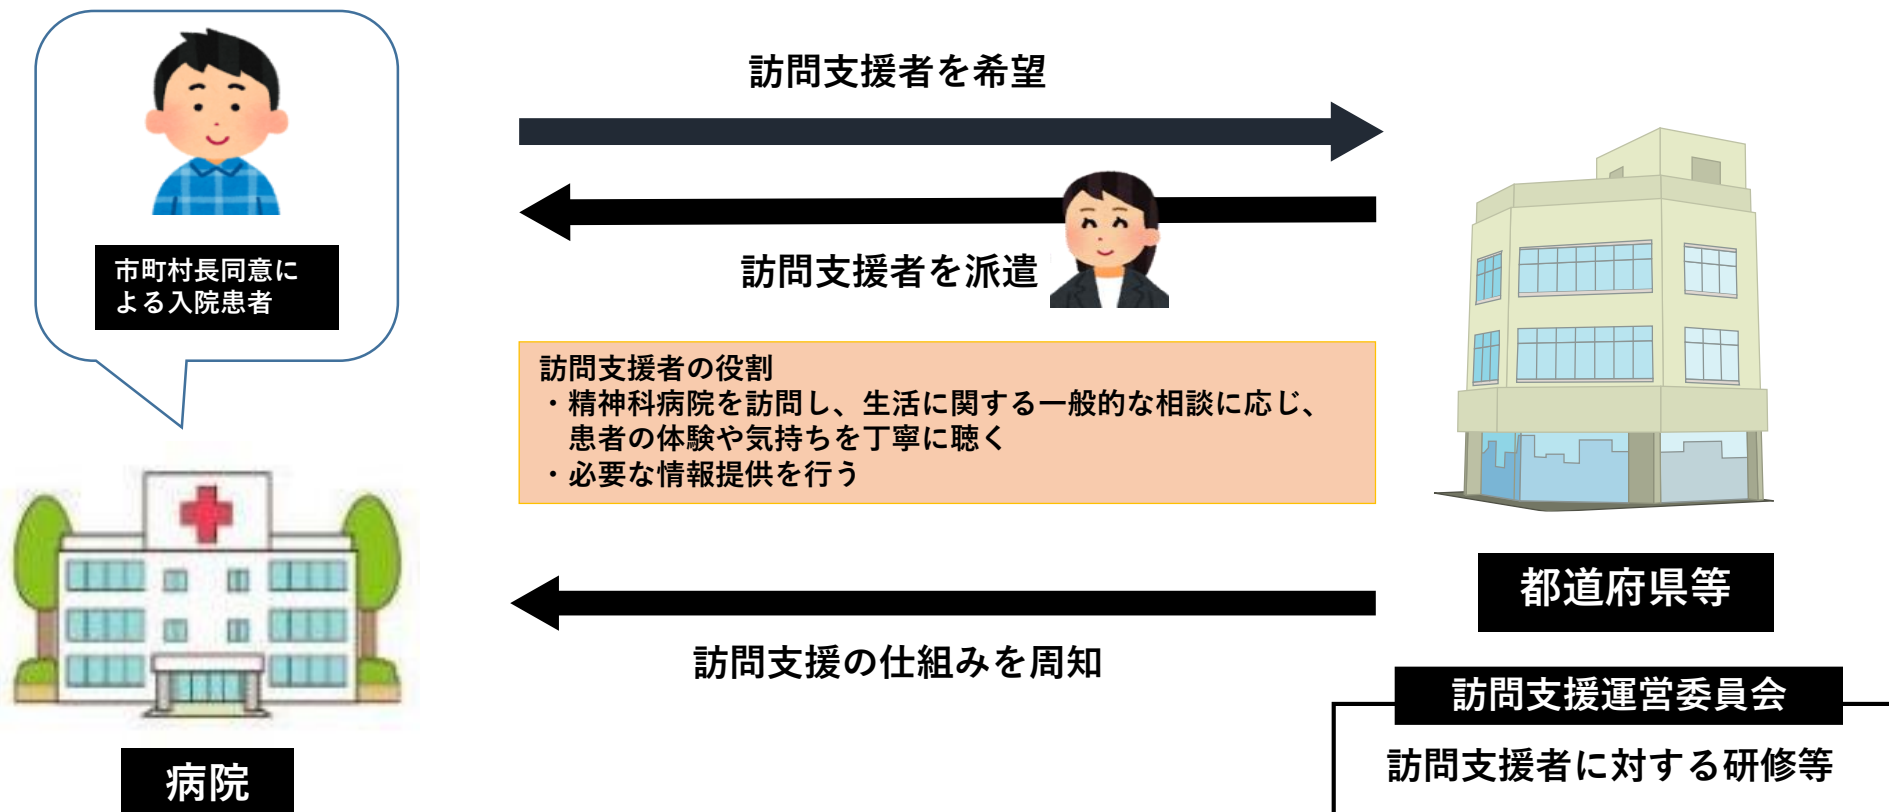 訪問支援者を希望
市町村長同意に
よる入院患者
訪問支援者を派遣
訪問支援者の役割
・精神科病院を訪問し、生活に関する一般的な相談に応じ、
患者の体験や気持ちを丁寧に聴く
・必要な情報提供を行う
都道府県等
訪問支援の仕組みを周知
訪問支援運営委員会
訪問支援者に対する研修等
病院